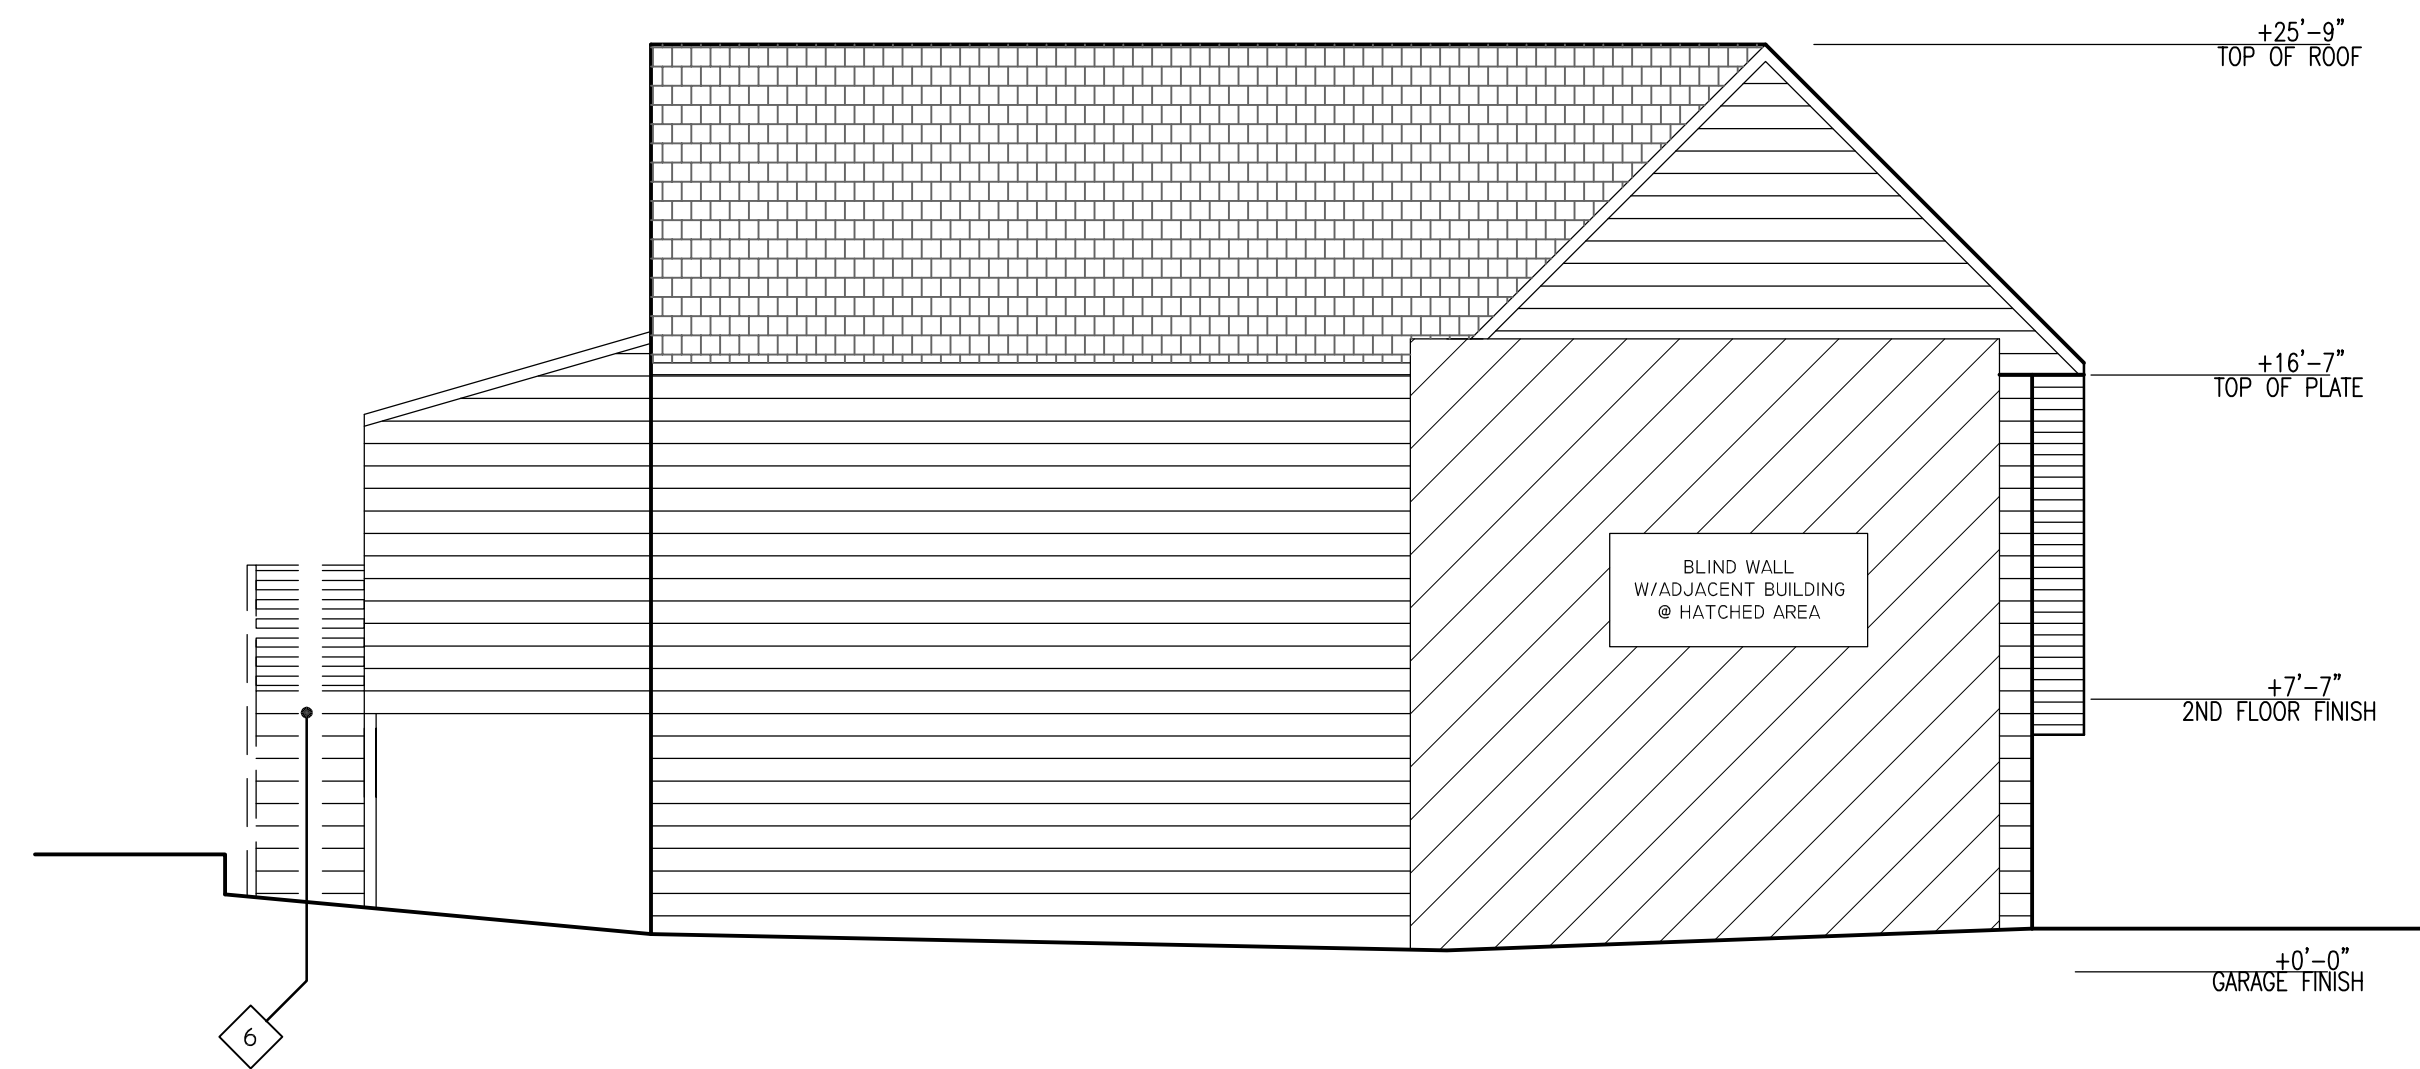 +25'-9"
TOP OF ROOF
+16'-7"
TOP OF PLATE
BLIND WALL
W/ADJACENT BUILDING
@ HATCHED AREA
+7'-7"
2ND FLOOR FINISH
+0'-0"
GARAGE FINISH
6